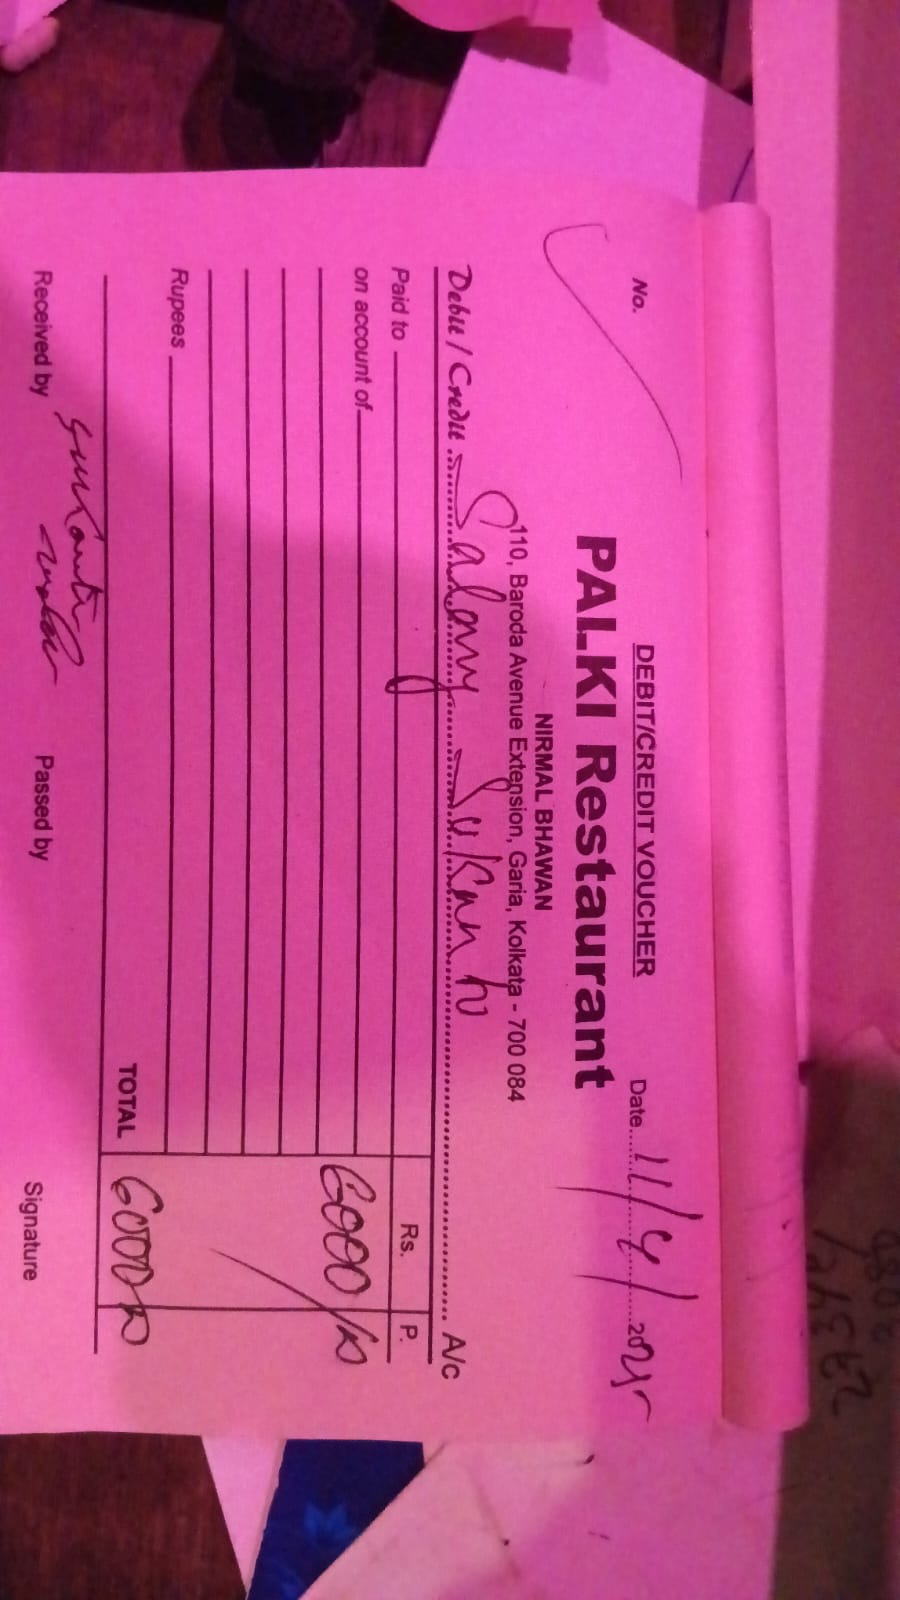 DEBIT/CREDIT VOUCHER
No. Date 11/4/2025
PALKI Restaurant
NIRMAL BHAWAN
110, Baroda Avenue Extension, Garia, Kolkata - 700 084
Debit / Credit Salary Sukanta A/c
Paid to Rs. P.
on account of
6000/-
Rupees
TOTAL 6000
Received by Sukanta Passed by Signature